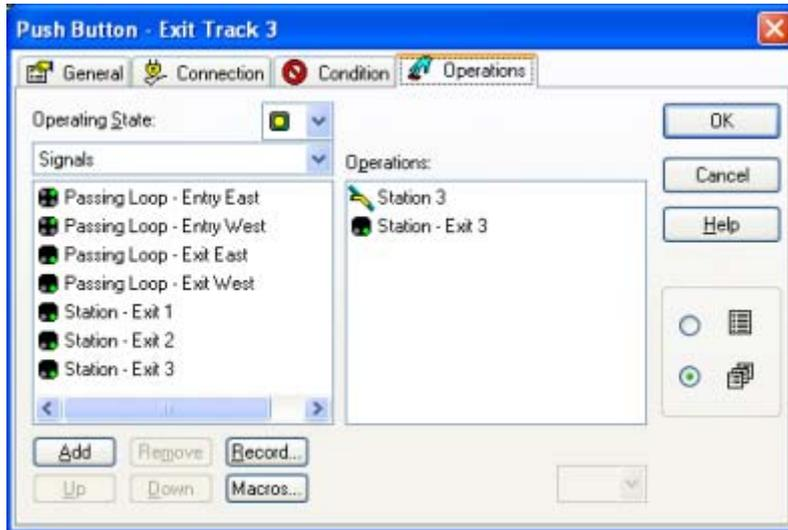 Push Button - Exit Track 3
General Connection Condition Operations
Operating State:
Signals
Passing Loop - Entry East
Passing Loop - Entry West
Passing Loop - Exit East
Passing Loop - Exit West
Station - Exit 1
Station - Exit 2
Station - Exit 3
Operations:
Station 3
Station - Exit 3
OK
Cancel
Help
Add Remove Record...
Up Down Macros...